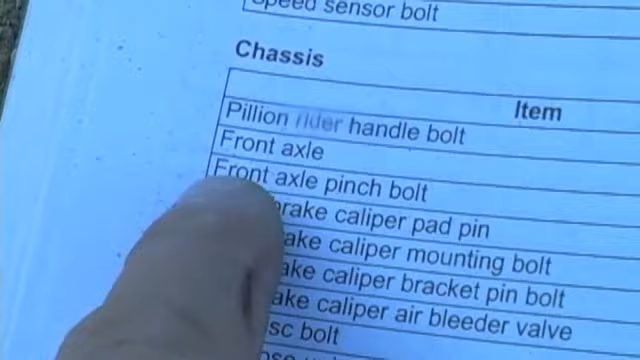 Speed sensor bolt
Chassis
Item
Pillion rider handle bolt
Front axle
Front axle pinch bolt
brake caliper pad pin
ake caliper mounting bolt
ake caliper bracket pin bolt
ake caliper air bleeder valve
sc bolt